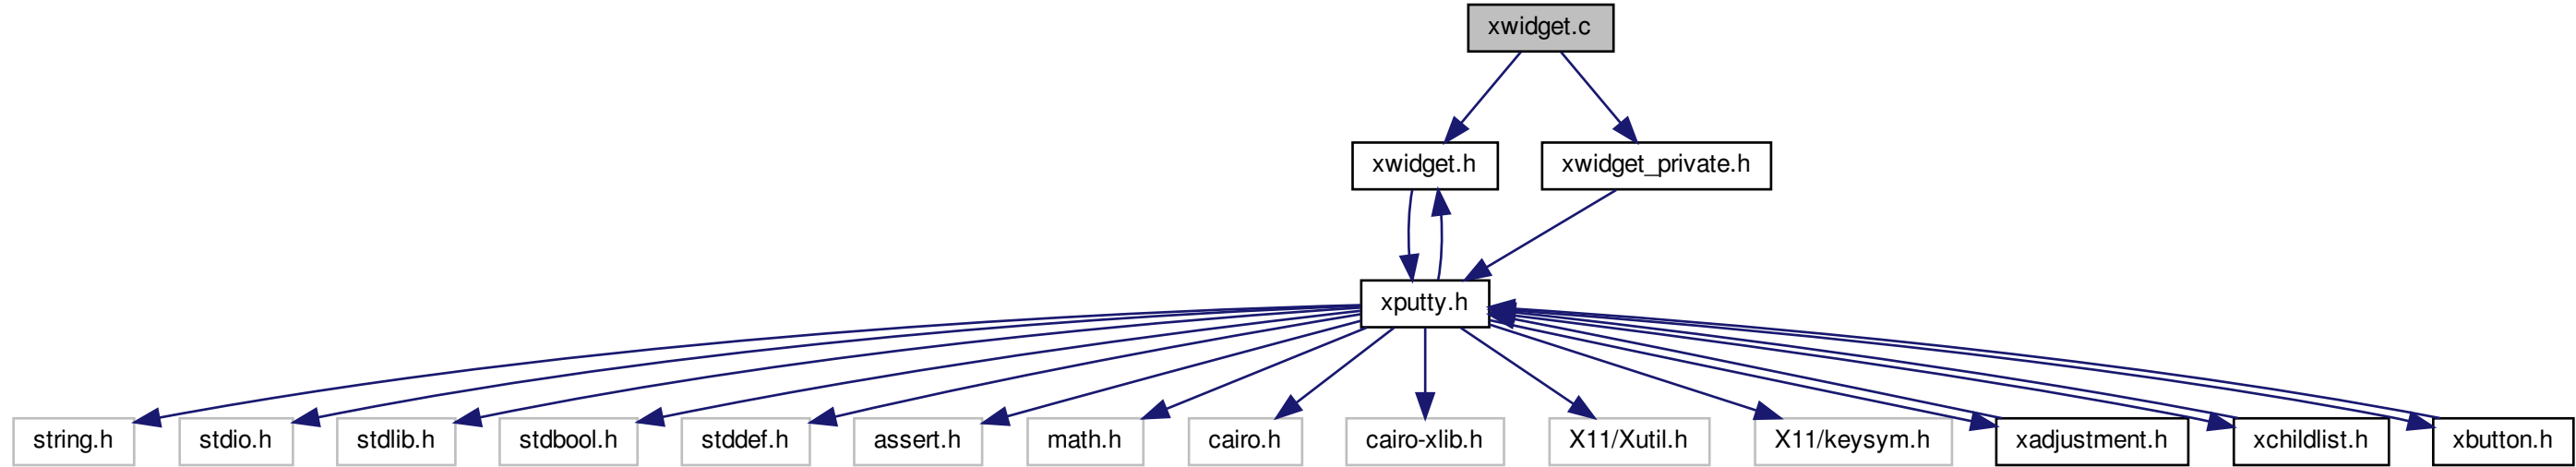 xwidget.c
xwidget.h
xwidget_private.h
xputty.h
string.h
stdio.h
stdlib.h
stdbool.h
stddef.h
assert.h
math.h
cairo.h
cairo-xlib.h
X11/Xutil.h
X11/keysym.h
xadjustment.h
xchildlist.h
xbutton.h